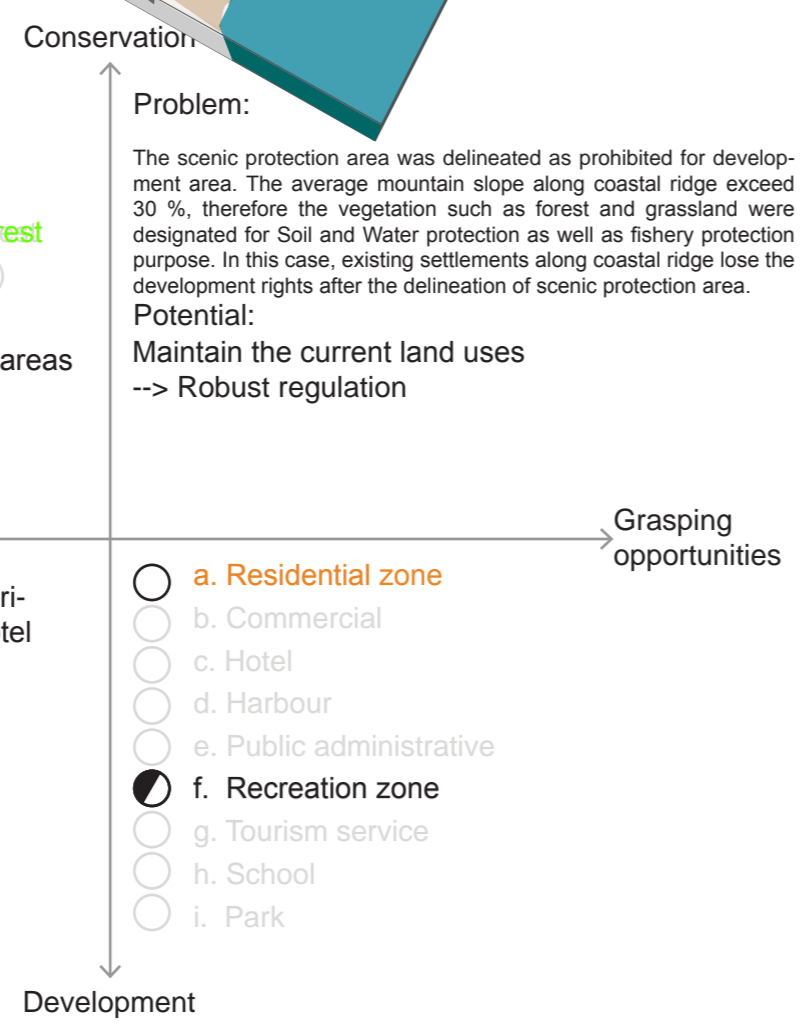 Conservation
Problem:
The scenic protection area was delineated as prohibited for develop-
ment area. The average mountain slope along coastal ridge exceed
30 %, therefore the vegetation such as forest and grassland were
designated for Soil and Water protection as well as fishery protection
purpose. In this case, existing settlements along coastal ridge lose the
development rights after the delineation of scenic protection area.
Potential:
Maintain the current land uses
--> Robust regulation
est
areas
Grasping
opportunities
ri-
tel
a. Residential zone
b. Commercial
c. Hotel
d. Harbour
e. Public administrative
f. Recreation zone
g. Tourism service
h. School
i. Park
Development